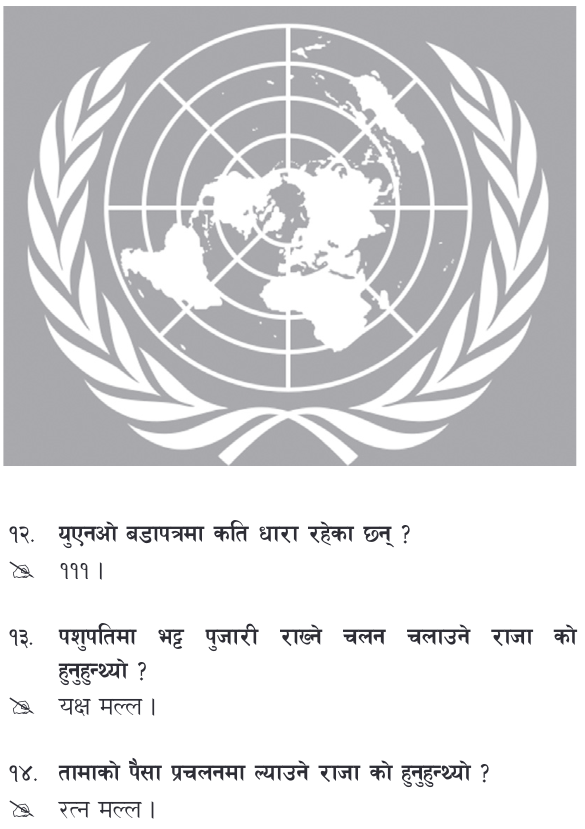 १२. युएनओ बडापत्रमा कति धारा रहेका छन् ?
१११ ।
१३. पशुपतिमा भट्ट पुजारी राख्ने चलन चलाउने राजा को
हुनुहुन्थ्यो ?
यक्ष मल्ल ।
१४. तामाको पैसा प्रचलनमा ल्याउने राजा को हुनुहुन्थ्यो ?
रत्न मल्ल ।